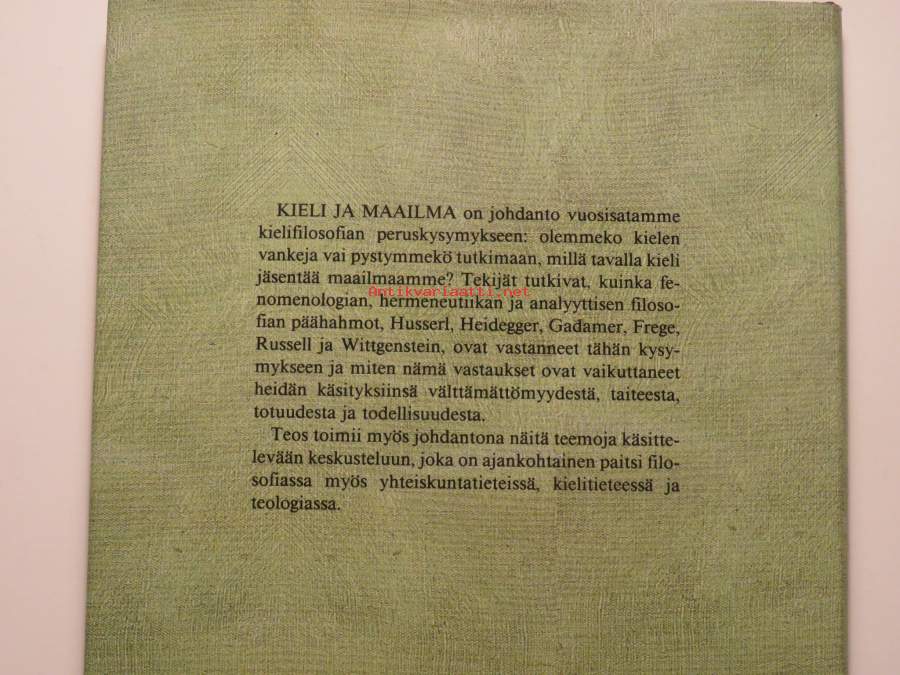 KIELI JA MAAILMA on johdanto vuosisatamme
kielifilosofian peruskysymykseen: olemmeko kielen
vankeja vai pystymmekö tutkimaan, millä tavalla kieli
jäsentää maailmaamme? Tekijät tutkivat, kuinka fe-
Antikvariaatti.net
nomenologian, hermeneutiikan ja analyyttisen filoso-
fian päähahmot, Husserl, Heidegger, Gadamer, Frege,
Russell ja Wittgenstein, ovat vastanneet tähän kysy-
mykseen ja miten nämä vastaukset ovat vaikuttaneet
heidän käsityksiinsä välttämättömyydestä, taiteesta,
totuudesta ja todellisuudesta.
Teos toimii myös johdantona näitä teemoja käsitte-
levään keskusteluun, joka on ajankohtainen paitsi filo-
sofiassa myös yhteiskuntatieteissä, kielitieteessä ja
teologiassa.